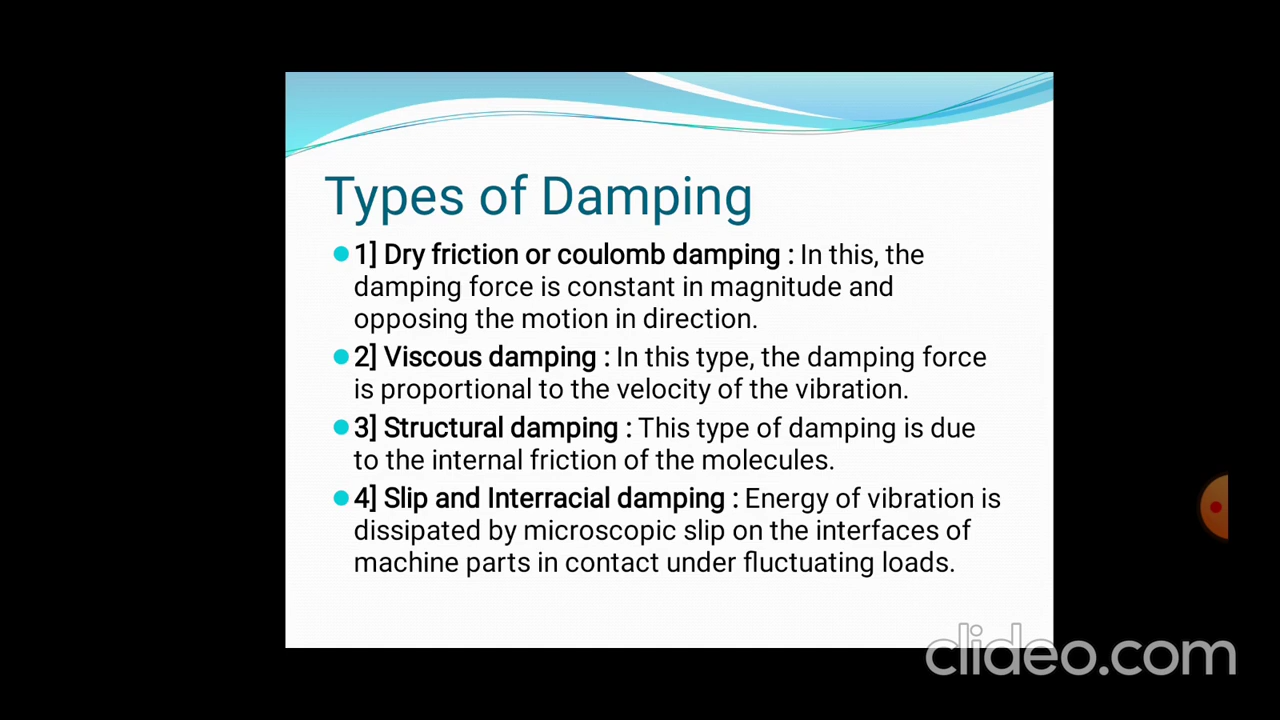 Types of Damping
1] Dry friction or coulomb damping : In this, the
damping force is constant in magnitude and
opposing the motion in direction.
2] Viscous damping : In this type, the damping force
is proportional to the velocity of the vibration.
3] Structural damping : This type of damping is due
to the internal friction of the molecules.
4] Slip and Interracial damping : Energy of vibration is
dissipated by microscopic slip on the interfaces of
machine parts in contact under fluctuating loads.
clideo.com